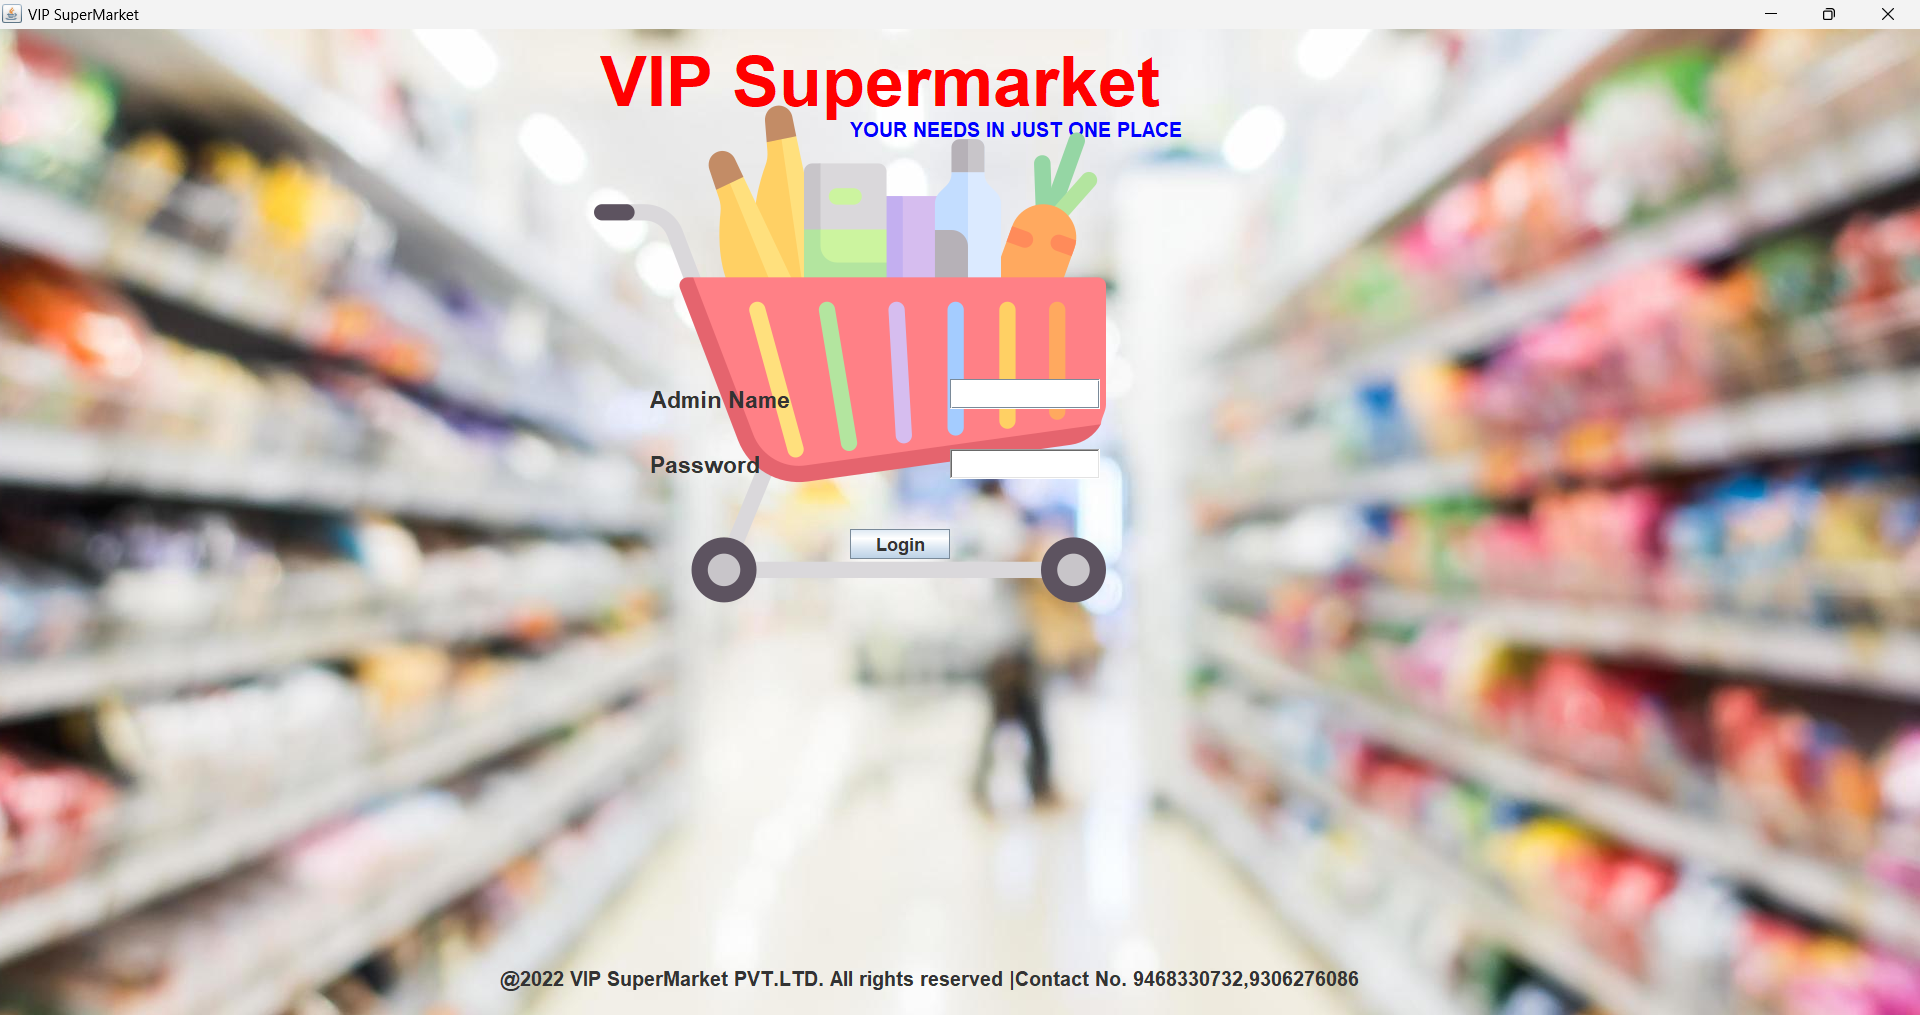 VIP SuperMarket
VIP Supermarket
YOUR NEEDS IN JUST ONE PLACE
Admin Name
Password
Login
@2022 VIP SuperMarket PVT.LTD. All rights reserved |Contact No. 9468330732,9306276086